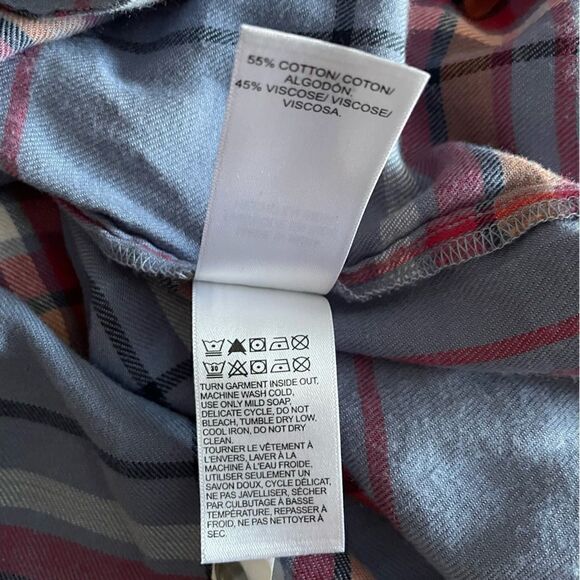 55% COTTON/ COTON/
ALGODÓN.
45% VISCOSE/ VISCOSE/
VISCOSA.
30
TURN GARMENT INSIDE OUT,
MACHINE WASH COLD,
USE ONLY MILD SOAP,
DELICATE CYCLE, DO NOT
BLEACH, TUMBLE DRY LOW,
COOL IRON, DO NOT DRY
CLEAN.
TOURNER LE VÊTEMENT À
L'ENVERS, LAVER À LA
MACHINE À L'EAU FROIDE,
UTILISER SEULEMENT UN
SAVON DOUX, CYCLE DÉLICAT,
NE PAS JAVELLISER, SÉCHER
PAR CULBUTAGE À BASSE
TEMPÉRATURE, REPASSER À
FROID, NE PAS NETTOYER À
SEC.